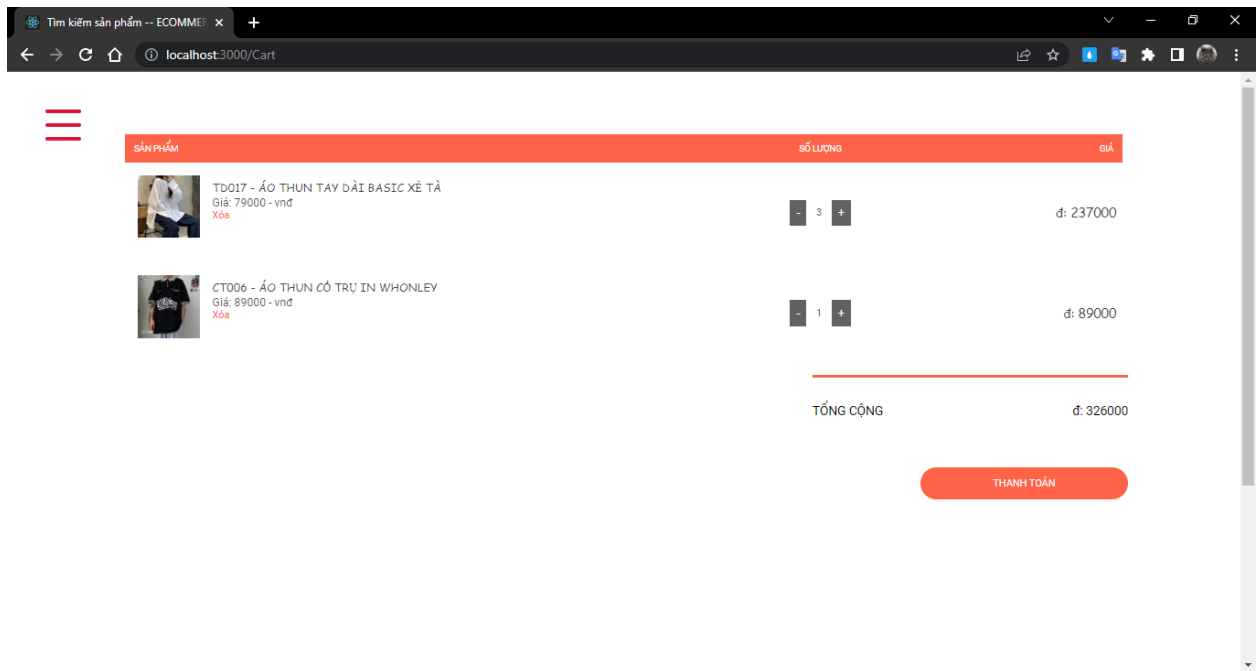 Tìm kiếm sản phẩm -- ECOMMER
localhost:3000/Cart
SẢN PHẨM SỐ LƯỢNG GIÁ
TD017 - ÁO THUN TAY DÀI BASIC XẺ TÀ
Giá: 79000 - vnđ
Xóa
- 3 + đ: 237000
CT006 - ÁO THUN CỔ TRỤ IN WHONLEY
Giá: 89000 - vnđ
Xóa
- 1 + đ: 89000
TỔNG CỘNG đ: 326000
THANH TOÁN